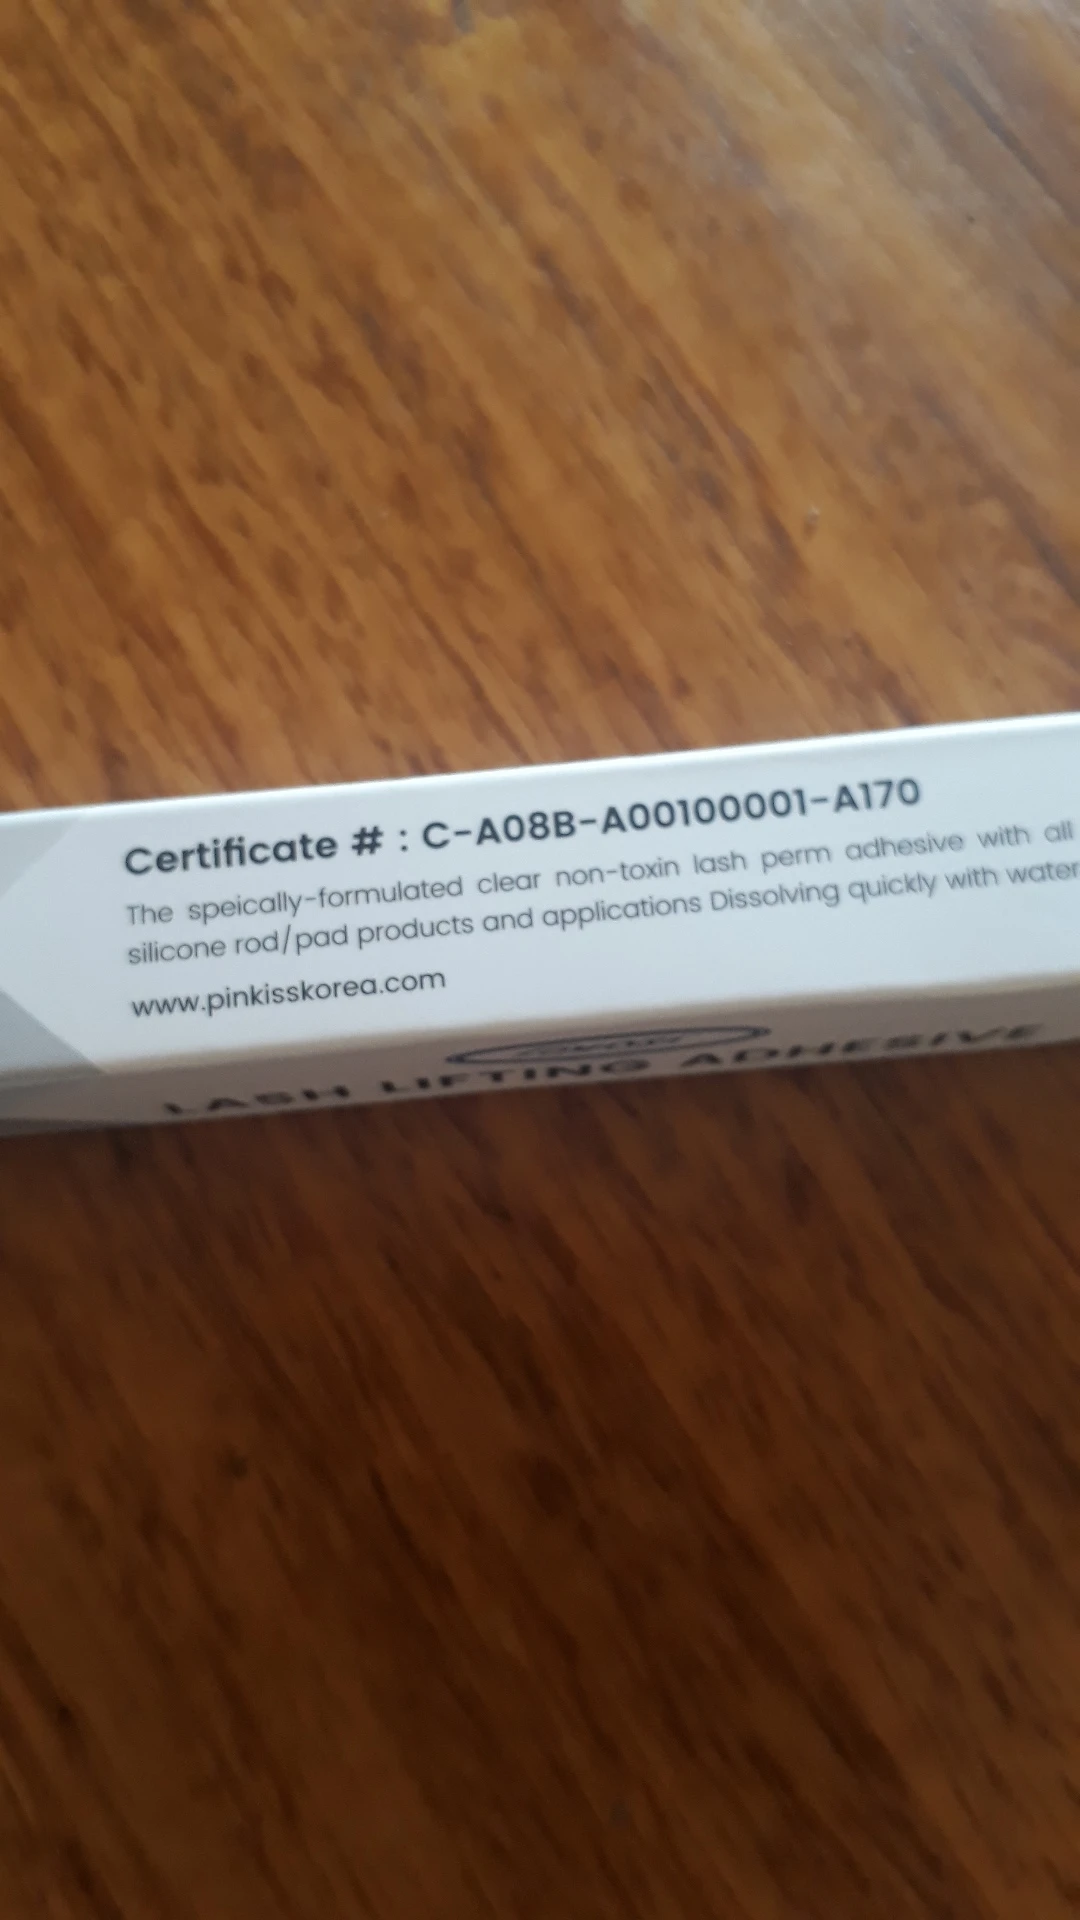 Certificate # : C-A08B-A00100001-A170
The speically-formulated clear non-toxin lash perm adhesive with all
silicone rod/pad products and applications Dissolving quickly with water
www.pinkisskorea.com
LASH LIFTING ADHESIVE